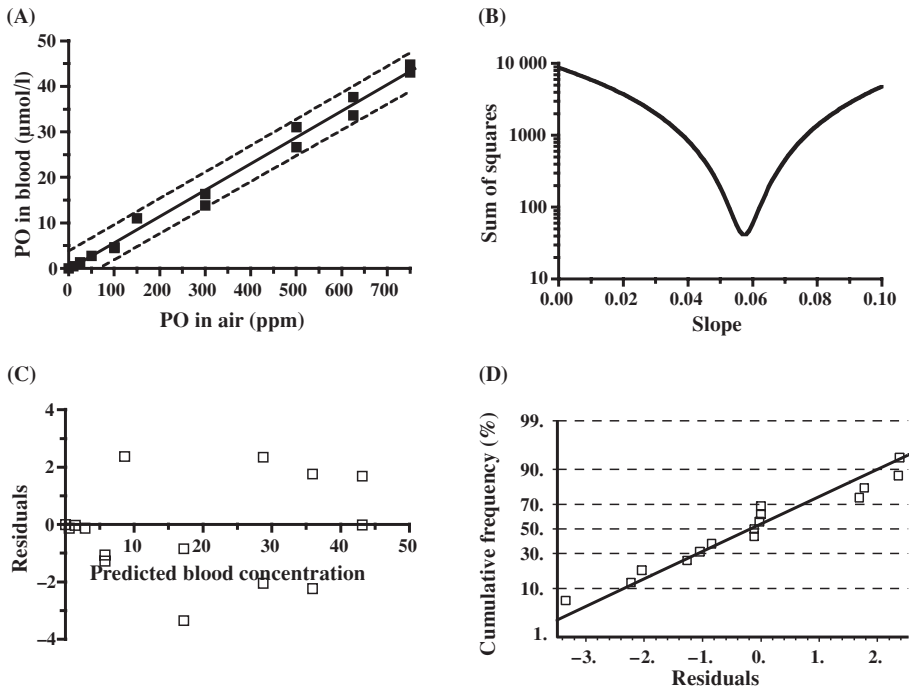 (A)
50
40
30
20
10
0
PO in blood (μmol/l)
0 100 200 300 400 500 600 700
PO in air (ppm)
(B)
10 000
1000
100
10
Sum of squares
0.00 0.02 0.04 0.06 0.08 0.10
Slope
(C)
4
2
0
−2
−4
Residuals
10 20 30 40 50
Predicted blood concentration
(D)
99.
90.
70.
50.
30.
10.
1.
Cumulative frequency (%)
−3. −2. −1. 0. 1. 2.
Residuals